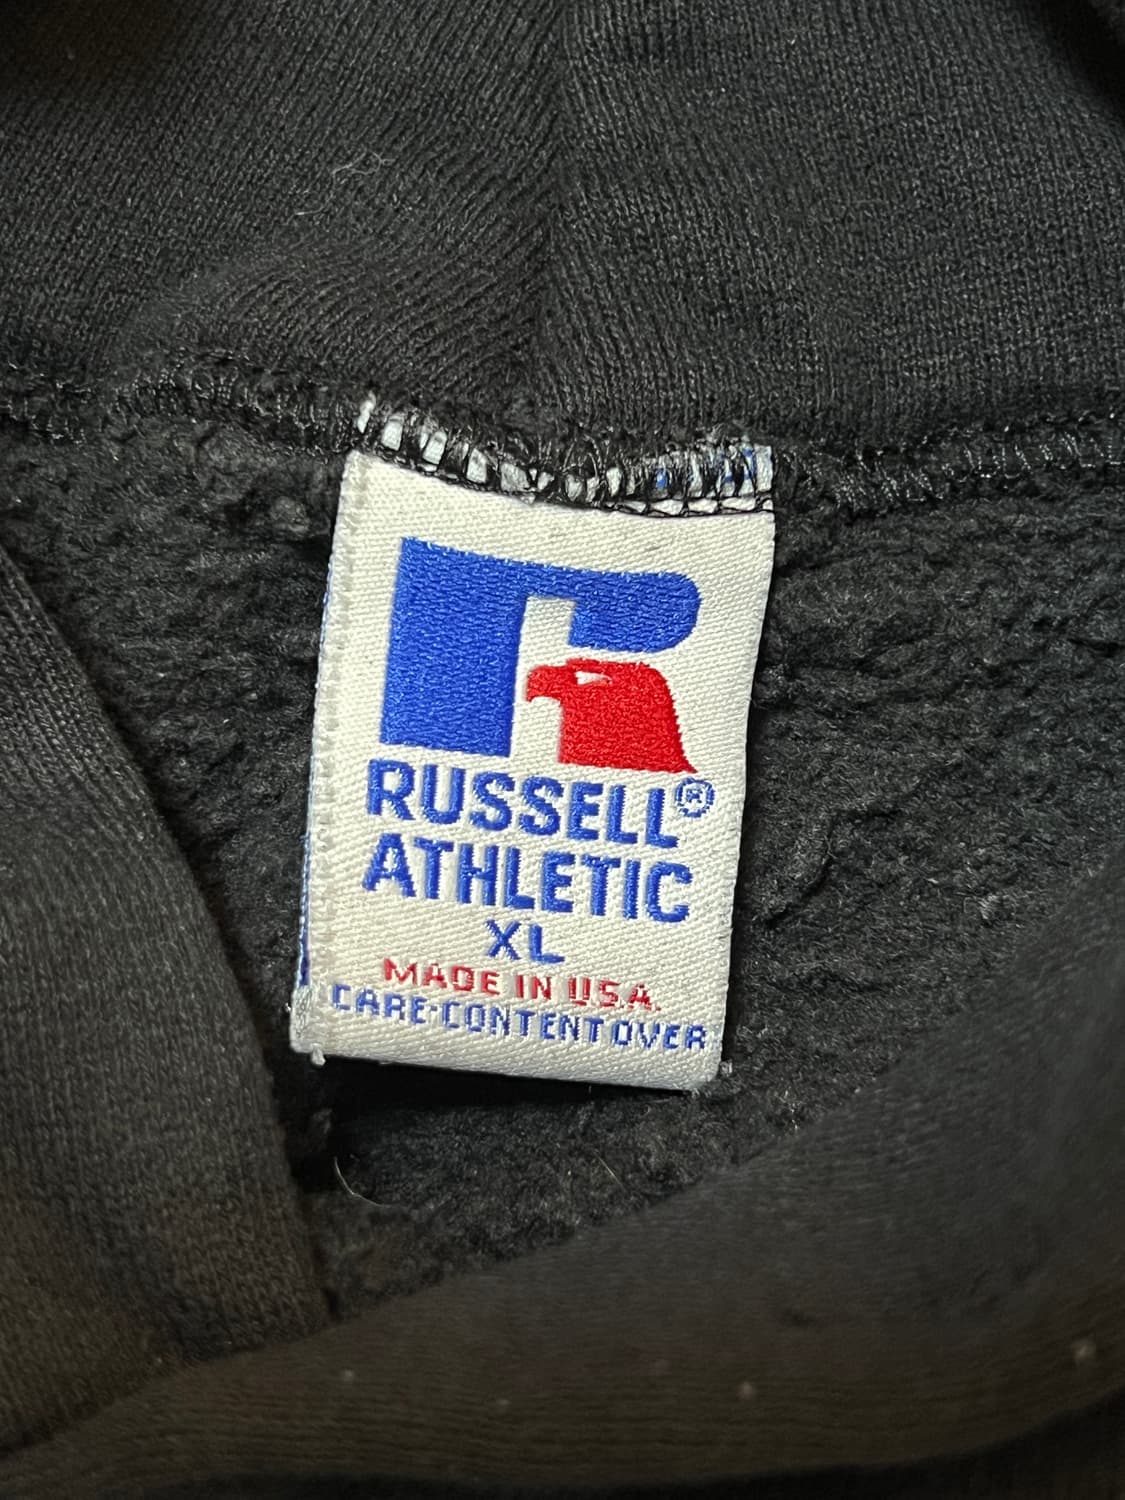 RUSSELL®
ATHLETIC
XL
MADE IN U.S.A.
CARE·CONTENT OVER